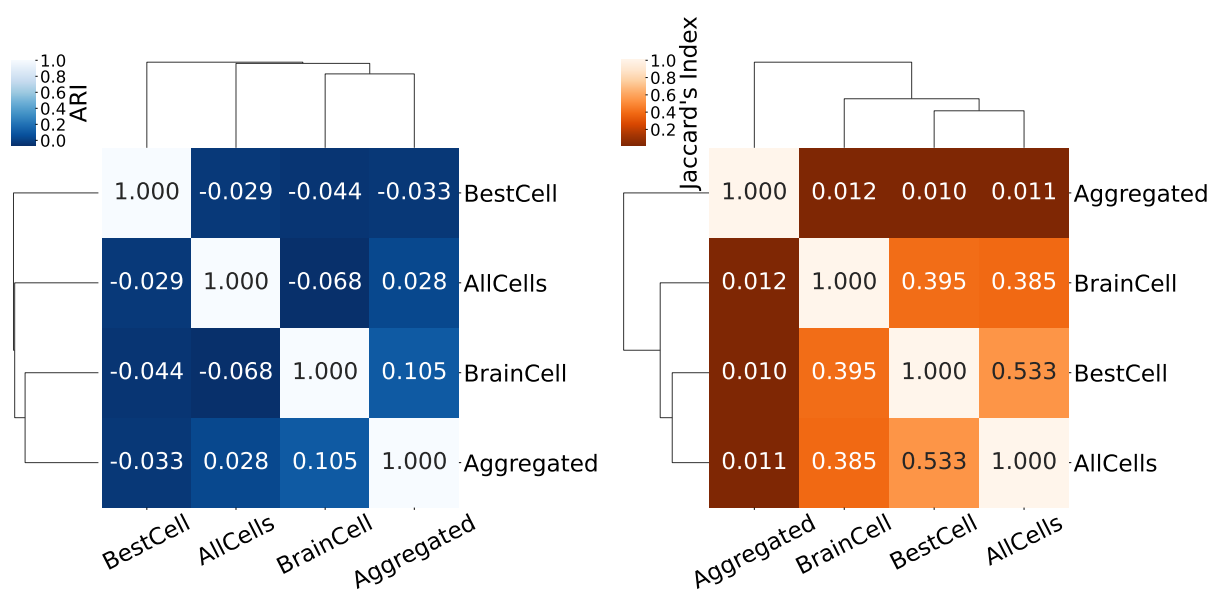 1.0
0.8
0.6
0.4
0.2
0.0
ARI
1.000 -0.029 -0.044 -0.033 BestCell
-0.029 1.000 -0.068 0.028 AllCells
-0.044 -0.068 1.000 0.105 BrainCell
-0.033 0.028 0.105 1.000 Aggregated
BestCell AllCells BrainCell Aggregated
1.0
0.8
0.6
0.4
0.2
Jaccard's Index
1.000 0.012 0.010 0.011 Aggregated
0.012 1.000 0.395 0.385 BrainCell
0.010 0.395 1.000 0.533 BestCell
0.011 0.385 0.533 1.000 AllCells
Aggregated BrainCell BestCell AllCells